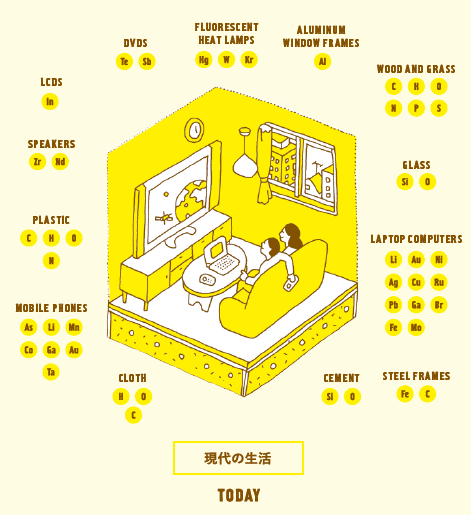 FLUORESCENT
HEAT LAMPS
Hg W Kr
ALUMINUM
WINDOW FRAMES
Al
DVDS
Te Sb
WOOD AND GRASS
C H O
N P S
LCDS
In
SPEAKERS
Zr Nd
GLASS
Si O
PLASTIC
C H O
N
LAPTOP COMPUTERS
Li Au Ni
Ag Cu Ru
Pb Ga Br
Fe Mo
MOBILE PHONES
As Li Mn
Co Ga Au
Ta
CLOTH
H O
C
CEMENT
Si O
STEEL FRAMES
Fe C
現代の生活
TODAY